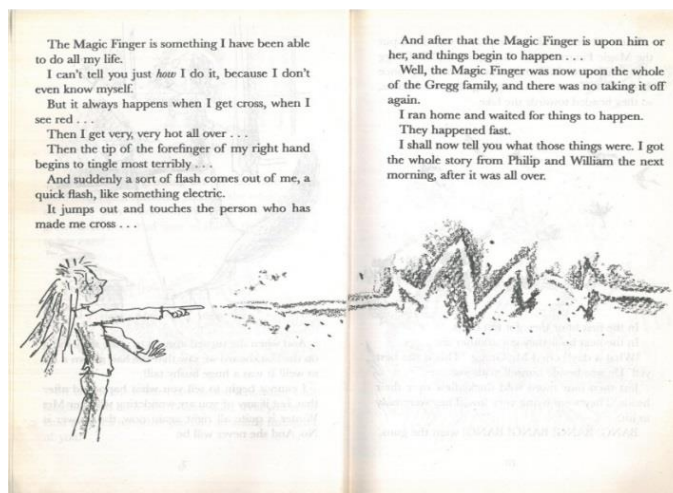 The Magic Finger is something I have been able
to do all my life.
I can't tell you just how I do it, because I don't
even know myself.
But it always happens when I get cross, when I
see red . . .
Then I get very, very hot all over . . .
Then the tip of the forefinger of my right hand
begins to tingle most terribly . . .
And suddenly a sort of flash comes out of me, a
quick flash, like something electric.
It jumps out and touches the person who has
made me cross . . .
And after that the Magic Finger is upon him or
her, and things begin to happen . . .
Well, the Magic Finger was now upon the whole
of the Gregg family, and there was no taking it off
again.
I ran home and waited for things to happen.
They happened fast.
I shall now tell you what those things were. I got
the whole story from Philip and William the next
morning, after it was all over.